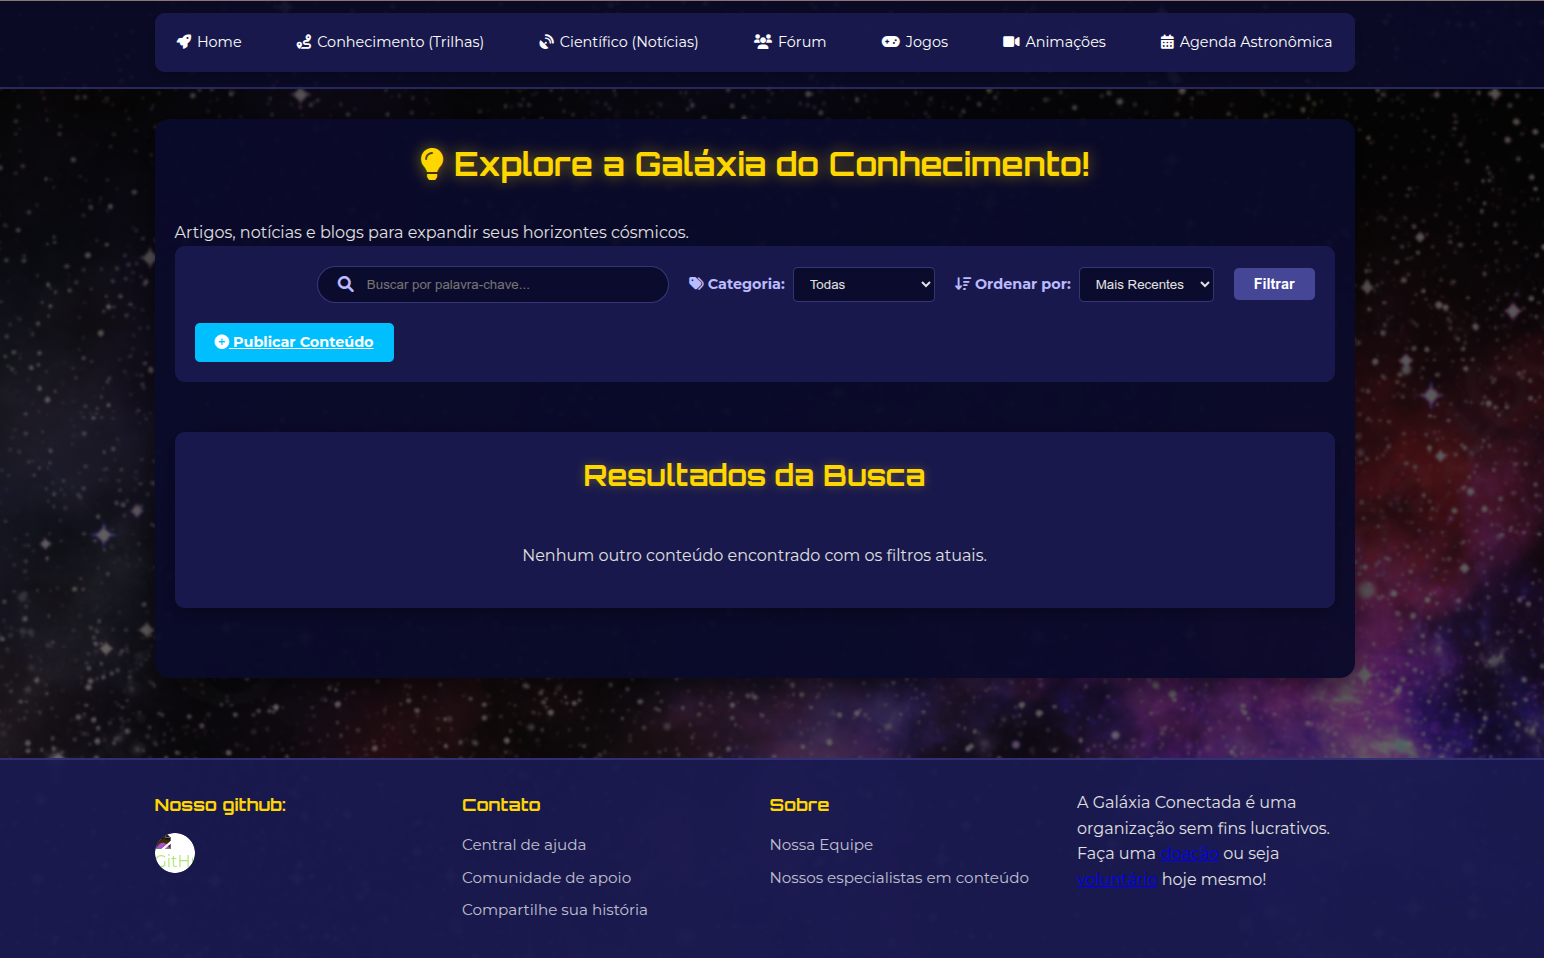 Home Conhecimento (Trilhas) Científico (Notícias) Fórum Jogos Animações Agenda Astronômica
Explore a Galáxia do Conhecimento!
Artigos, notícias e blogs para expandir seus horizontes cósmicos.
Buscar por palavra-chave... Categoria: Todas Ordenar por: Mais Recentes Filtrar
Publicar Conteúdo
Resultados da Busca
Nenhum outro conteúdo encontrado com os filtros atuais.
Nosso github:
GitH
Contato
Central de ajuda
Comunidade de apoio
Compartilhe sua história
Sobre
Nossa Equipe
Nossos especialistas em conteúdo
A Galáxia Conectada é uma
organização sem fins lucrativos.
Faça uma doação ou seja
voluntário hoje mesmo!